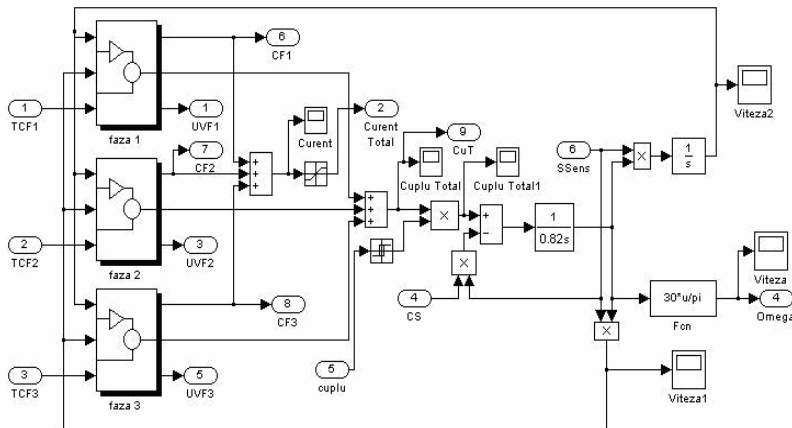 6
CF1
1
TCF1
1
UVF1
faza 1
2
Curent
Total
Curent
7
CF2
9
CuT
Cuplu Total
Cuplu Total1
6
SSens
1
s
Viteza2
+
+
+
+
+
+
+
−
×
×
×
×
1
0.82s
2
TCF2
3
UVF2
faza 2
4
CS
8
CF3
30*u/pi
Fcn
Viteza
4
Omega
5
cuplu
3
TCF3
5
UVF3
faza 3
Viteza1